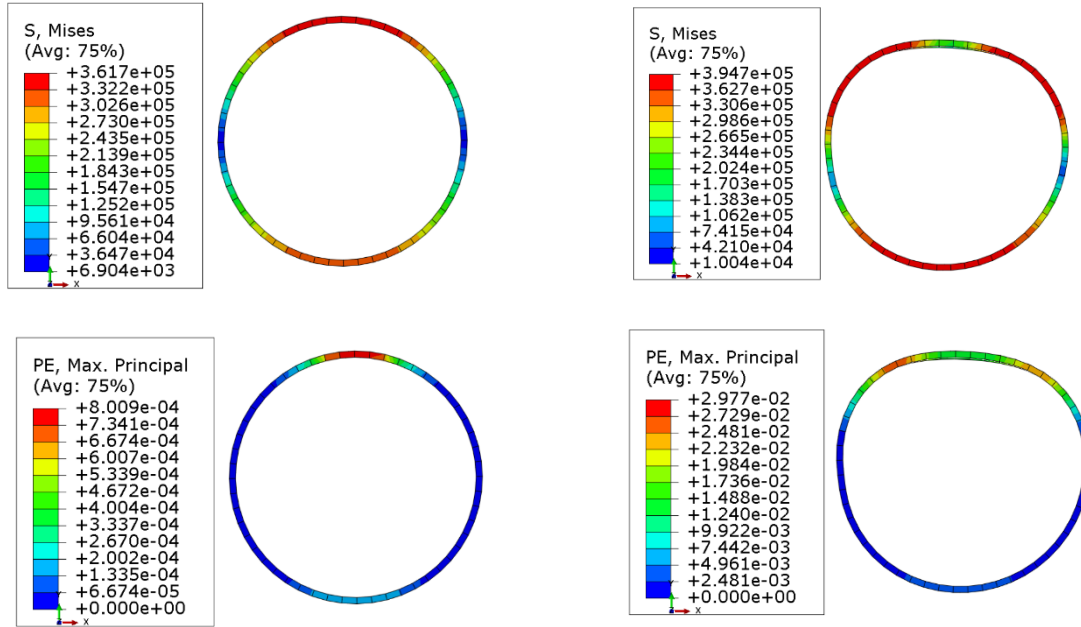 S, Mises
(Avg: 75%)
+3.617e+05
+3.322e+05
+3.026e+05
+2.730e+05
+2.435e+05
+2.139e+05
+1.843e+05
+1.547e+05
+1.252e+05
+9.561e+04
+6.604e+04
+3.647e+04
+6.904e+03
X
S, Mises
(Avg: 75%)
+3.947e+05
+3.627e+05
+3.306e+05
+2.986e+05
+2.665e+05
+2.344e+05
+2.024e+05
+1.703e+05
+1.383e+05
+1.062e+05
+7.415e+04
+4.210e+04
+1.004e+04
X
PE, Max. Principal
(Avg: 75%)
+8.009e-04
+7.341e-04
+6.674e-04
+6.007e-04
+5.339e-04
+4.672e-04
+4.004e-04
+3.337e-04
+2.670e-04
+2.002e-04
+1.335e-04
+6.674e-05
+0.000e+00
X
PE, Max. Principal
(Avg: 75%)
+2.977e-02
+2.729e-02
+2.481e-02
+2.232e-02
+1.984e-02
+1.736e-02
+1.488e-02
+1.240e-02
+9.922e-03
+7.442e-03
+4.961e-03
+2.481e-03
+0.000e+00
X